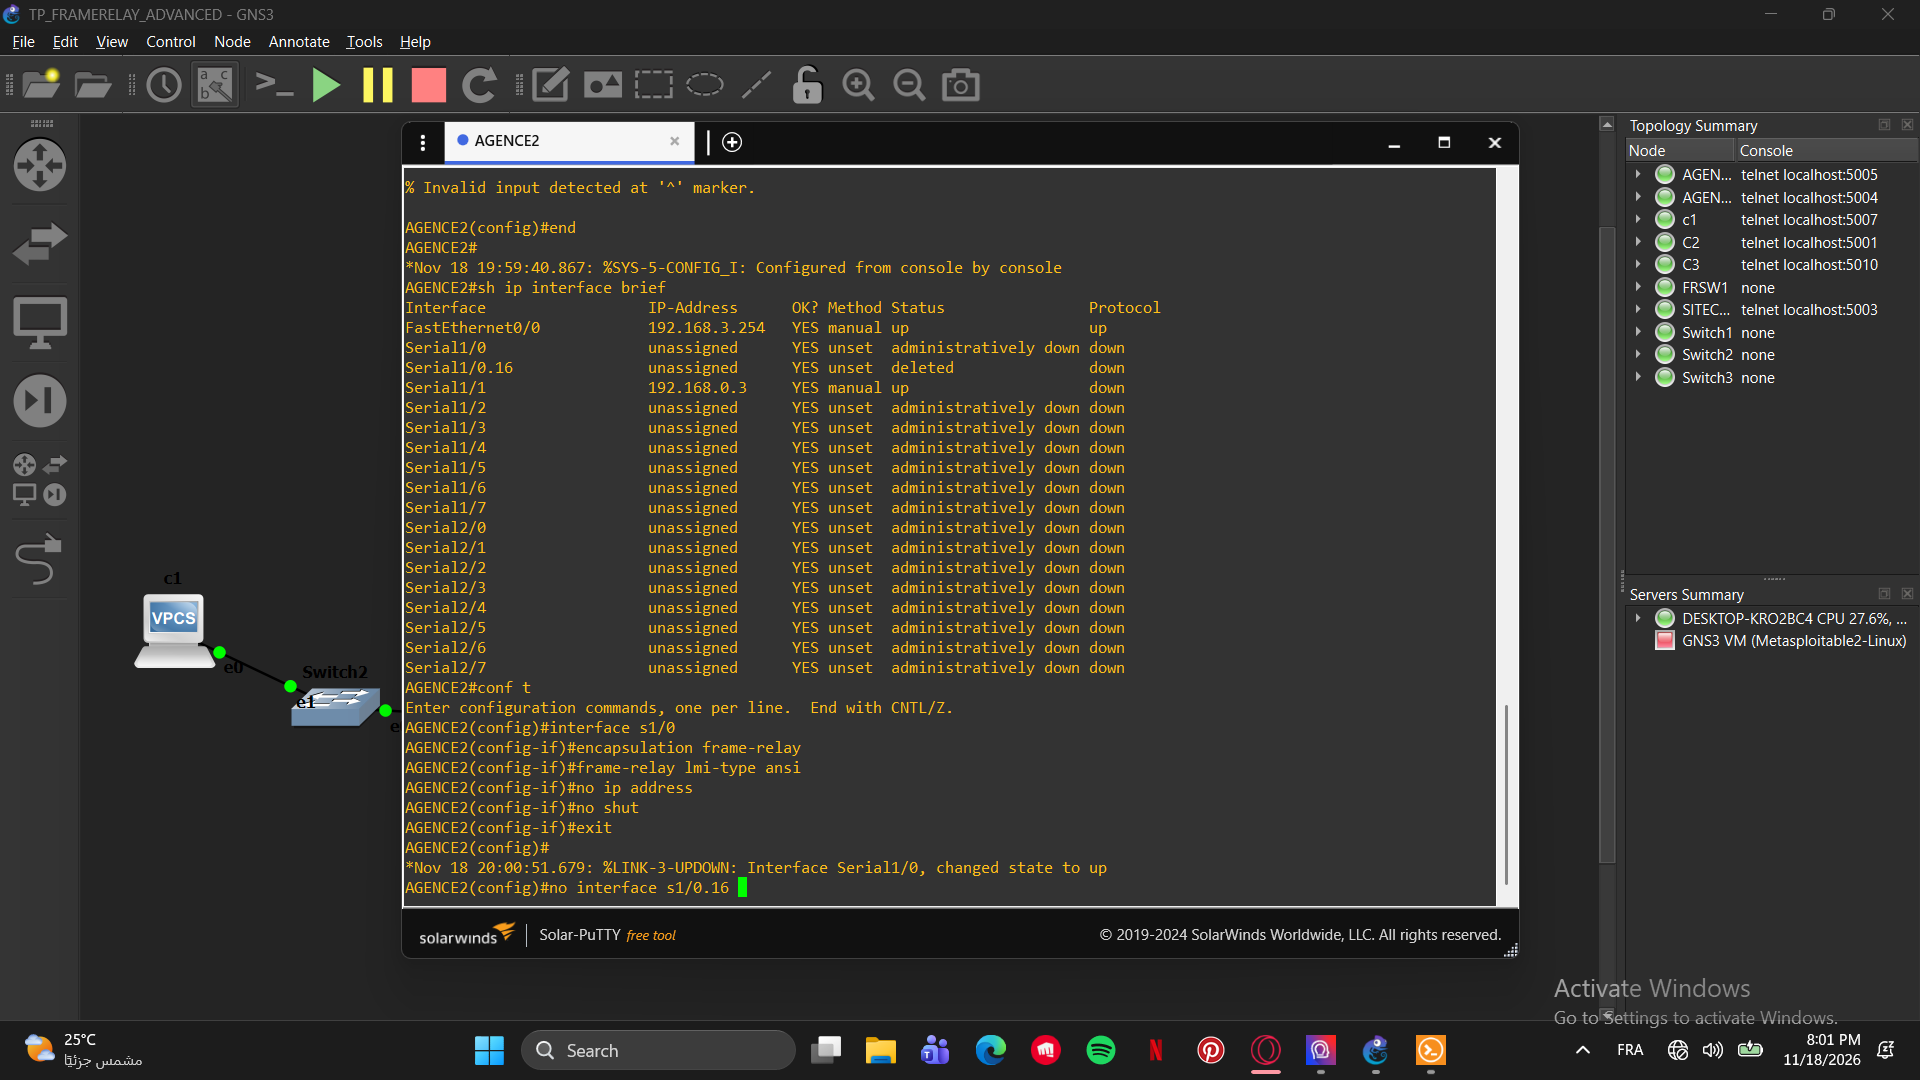 TP_FRAMERELAY_ADVANCED - GNS3
File Edit View Control Node Annotate Tools Help
AGENCE2
% Invalid input detected at '^' marker.
AGENCE2(config)#end
AGENCE2#
*Nov 18 19:59:40.867: %SYS-5-CONFIG_I: Configured from console by console
AGENCE2#sh ip interface brief
Interface IP-Address OK? Method Status Protocol
FastEthernet0/0 192.168.3.254 YES manual up up
Serial1/0 unassigned YES unset administratively down down
Serial1/0.16 unassigned YES unset deleted down
Serial1/1 192.168.0.3 YES manual up down
Serial1/2 unassigned YES unset administratively down down
Serial1/3 unassigned YES unset administratively down down
Serial1/4 unassigned YES unset administratively down down
Serial1/5 unassigned YES unset administratively down down
Serial1/6 unassigned YES unset administratively down down
Serial1/7 unassigned YES unset administratively down down
Serial2/0 unassigned YES unset administratively down down
Serial2/1 unassigned YES unset administratively down down
Serial2/2 unassigned YES unset administratively down down
Serial2/3 unassigned YES unset administratively down down
Serial2/4 unassigned YES unset administratively down down
Serial2/5 unassigned YES unset administratively down down
Serial2/6 unassigned YES unset administratively down down
Serial2/7 unassigned YES unset administratively down down
AGENCE2#conf t
Enter configuration commands, one per line. End with CNTL/Z.
AGENCE2(config)#interface s1/0
AGENCE2(config-if)#encapsulation frame-relay
AGENCE2(config-if)#frame-relay lmi-type ansi
AGENCE2(config-if)#no ip address
AGENCE2(config-if)#no shut
AGENCE2(config-if)#exit
AGENCE2(config)#
*Nov 18 20:00:51.679: %LINK-3-UPDOWN: Interface Serial1/0, changed state to up
AGENCE2(config)#no interface s1/0.16
solarwinds Solar-PuTTY free tool © 2019-2024 SolarWinds Worldwide, LLC. All rights reserved.
c1
VPCS
e0
Switch2
e1
e
Topology Summary
Node Console
AGEN... telnet localhost:5005
AGEN... telnet localhost:5004
c1 telnet localhost:5007
C2 telnet localhost:5001
C3 telnet localhost:5010
FRSW1 none
SITEC... telnet localhost:5003
Switch1 none
Switch2 none
Switch3 none
Servers Summary
DESKTOP-KRO2BC4 CPU 27.6%, ...
GNS3 VM (Metasploitable2-Linux)
Activate Windows
Go to Settings to activate Windows.
25°C
مشمس جزئيًا
Search
FRA
8:01 PM
11/18/2026